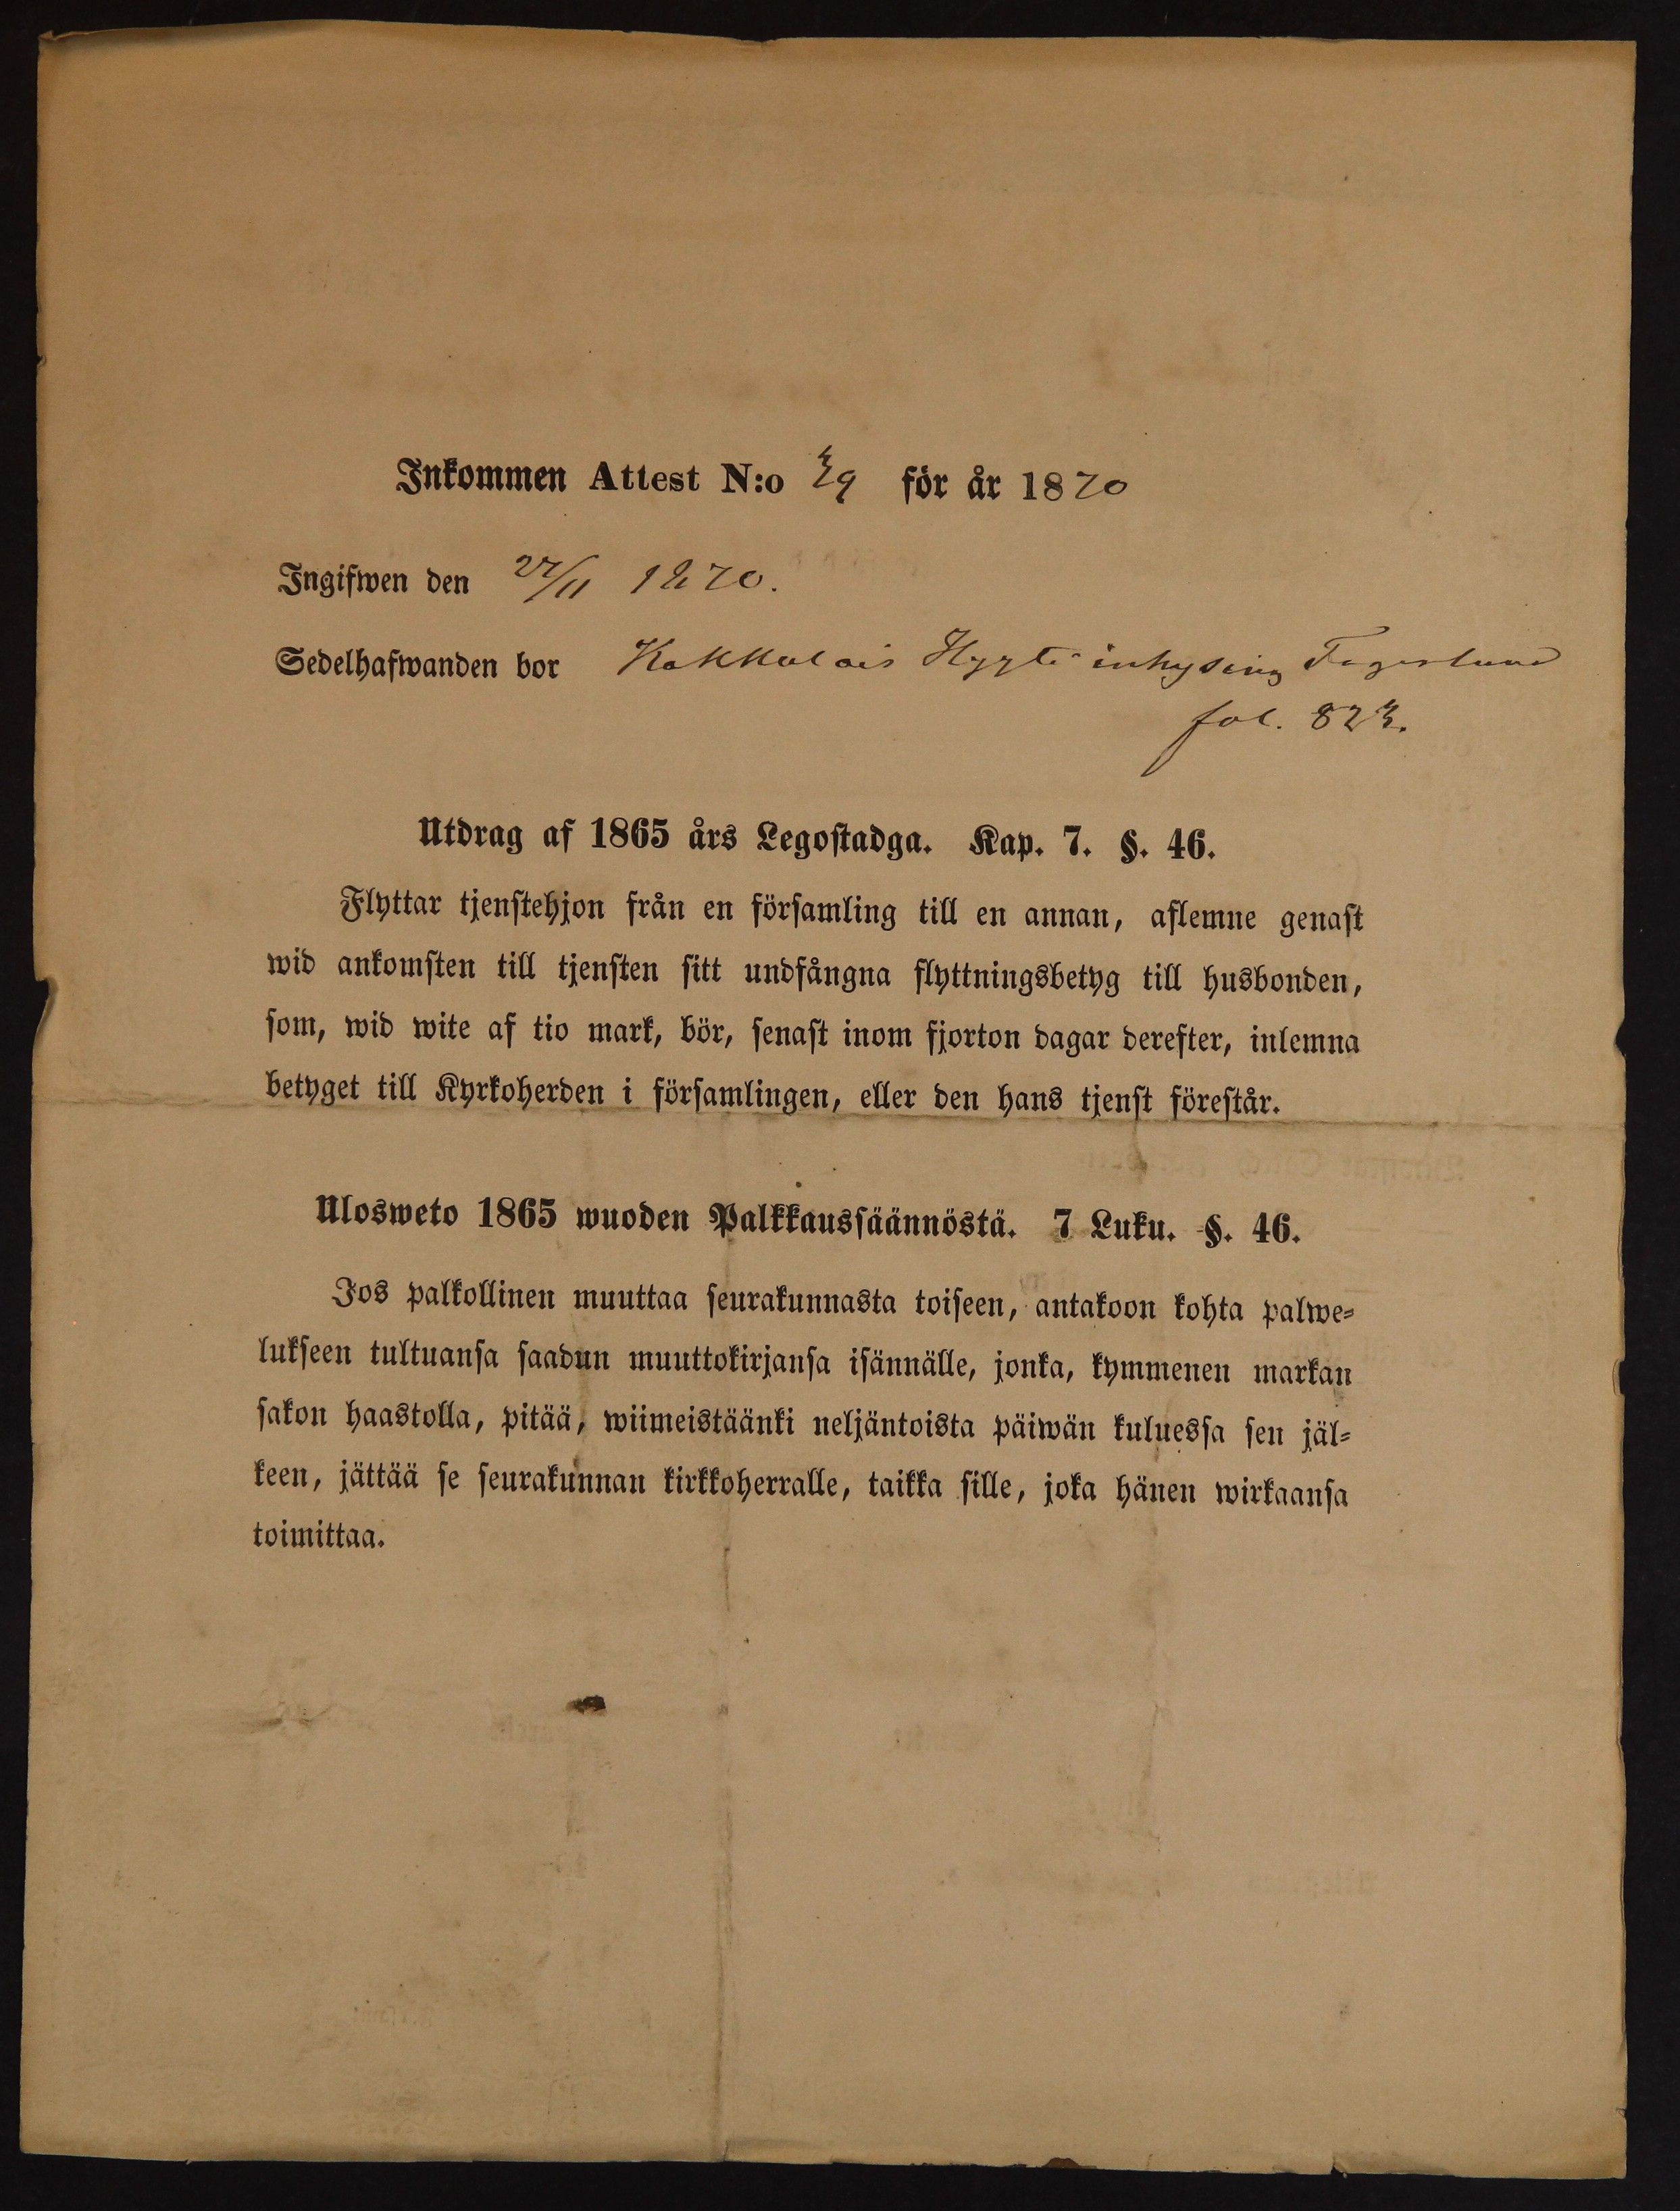 Inkommen Attest N:o för år 1870
Ingifwen den 27/11 1870.
Sedelhafwanden bor Kakkolais inhysing Fagerlund
fol. 823.
Utdrag af 1865 års Legostadga. Kap. 7. §. 46.
Flyttar tjenstehjon från en församling till en annan, aflemne genast
wid ankomsten till tjensten sitt undfångna flyttningsbetyg till husbonden,
som, wid wite af tio mark, bör, senast inom fjorton dagar derefter, inlemna
betyget till Kyrkoherden i församlingen, eller den hans tjenst förestår.
Ulosweto 1865 wuoden Palkkaussäännöstä. 7 Luku. §. 46.
Jos palkollinen muuttaa seurakunnasta toiseen, antakoon kohta palwe-
lukseen tultuansa saadun muuttokirjansa isännälle, jonka, kymmenen markan
sakon haastolla, pitää, wiimeistäänki neljäntoista päiwän kuluessa sen jäl-
keen, jättää se seurakunnan kirkkoherralle, taikka sille, joka hänen wirkaansa
toimittaa.